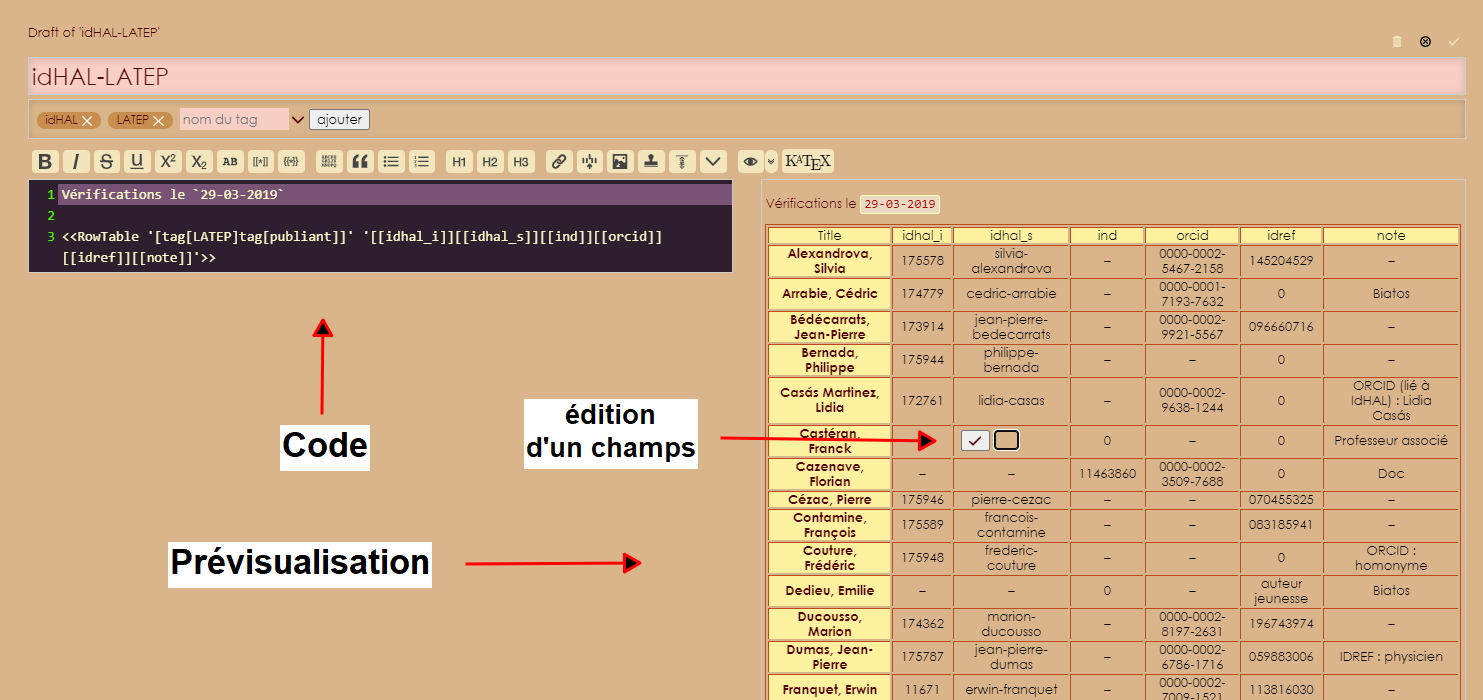 Draft of 'idHAL-LATEP'
idHAL-LATEP
idHAL LATEP nom du tag ajouter
B I S U X² X₂ AB [[•]] {{•}} H1 H2 H3 KATEX
1 Vérifications le `29-03-2019`
2
3 <<RowTable '[tag[LATEP]tag[publiant]]' '[[idhal_i]][[idhal_s]][[ind]][[orcid]]
[[idref]][[note]]'>>
Code
édition
d'un champs
Prévisualisation
Vérifications le 29-03-2019
Title idhal_i idhal_s ind orcid idref note
Alexandrova, Silvia 175578 silvia-alexandrova – 0000-0002-5467-2158 145204529 –
Arrabie, Cédric 174779 cedric-arrabie – 0000-0001-7193-7632 0 Biatos
Bédécarrats, Jean-Pierre 173914 jean-pierre-bedecarrats – 0000-0002-9921-5567 096660716 –
Bernada, Philippe 175944 philippe-bernada – – 0 –
Casás Martinez, Lidia 172761 lidia-casas – 0000-0002-9638-1244 0 ORCID (lié à IdHAL) : Lidia Casás
Castéran, Franck 0 – 0 Professeur associé
Cazenave, Florian – – 11463860 0000-0002-3509-7688 0 Doc
Cézac, Pierre 175946 pierre-cezac – – 070455325 –
Contamine, François 175589 francois-contamine – – 083185941 –
Couture, Frédéric 175948 frederic-couture – – 0 ORCID : homonyme
Dedieu, Emilie – – 0 – auteur jeunesse Biatos
Ducousso, Marion 174362 marion-ducousso – 0000-0002-8197-2631 196743974 –
Dumas, Jean-Pierre 175787 jean-pierre-dumas – 0000-0002-6786-1716 059883006 IDREF : physicien
Franquet, Erwin 11671 erwin-franquet – 0000-0002-7009-1521 113816030 –